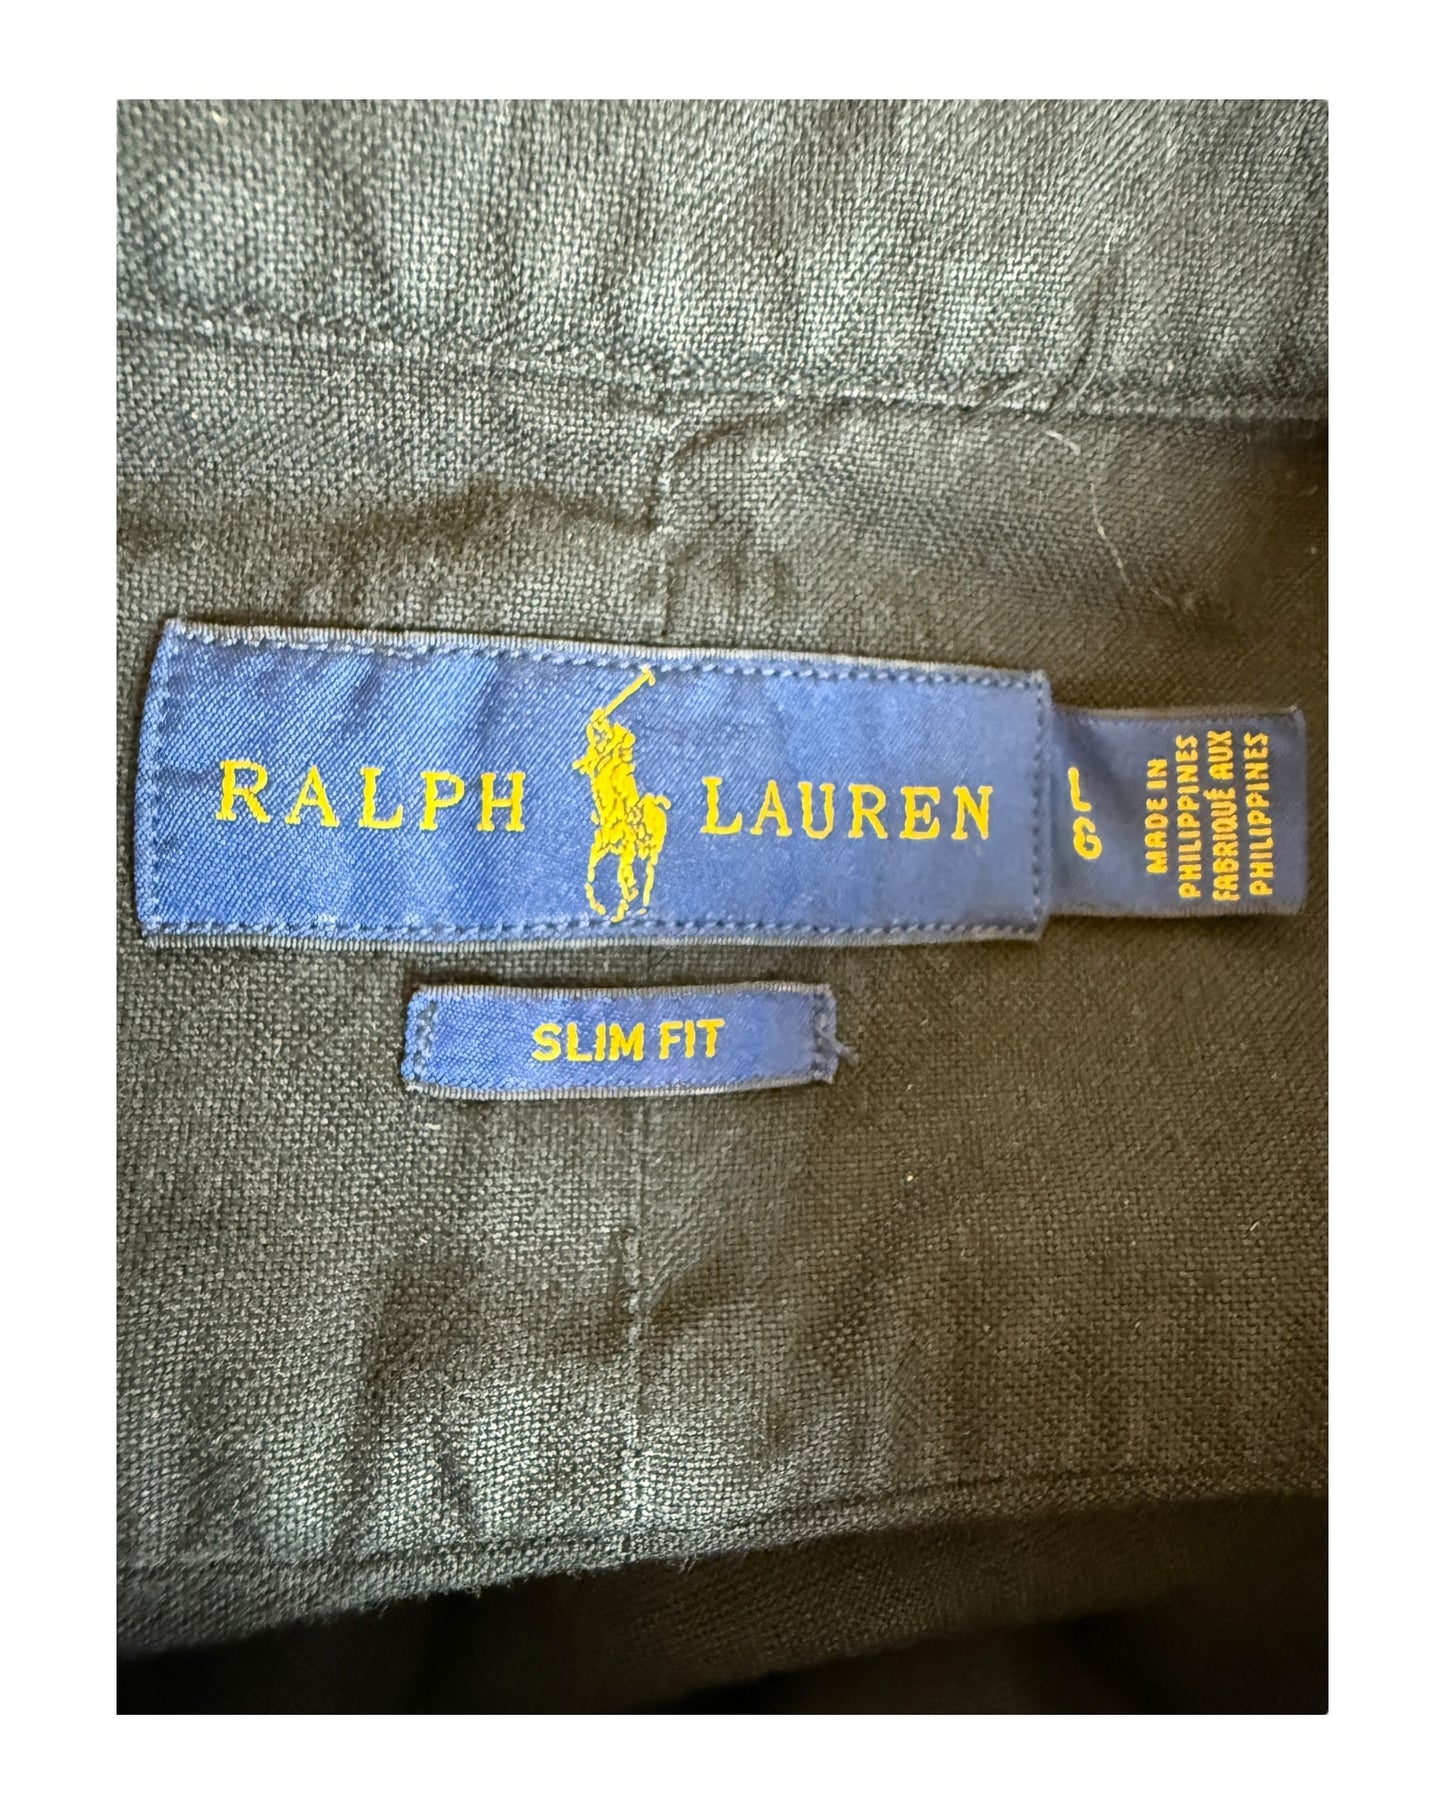 RALPH LAUREN
L
G
MADE IN
PHILIPPINES
FABRIQUÉ AUX
PHILIPPINES
SLIM FIT